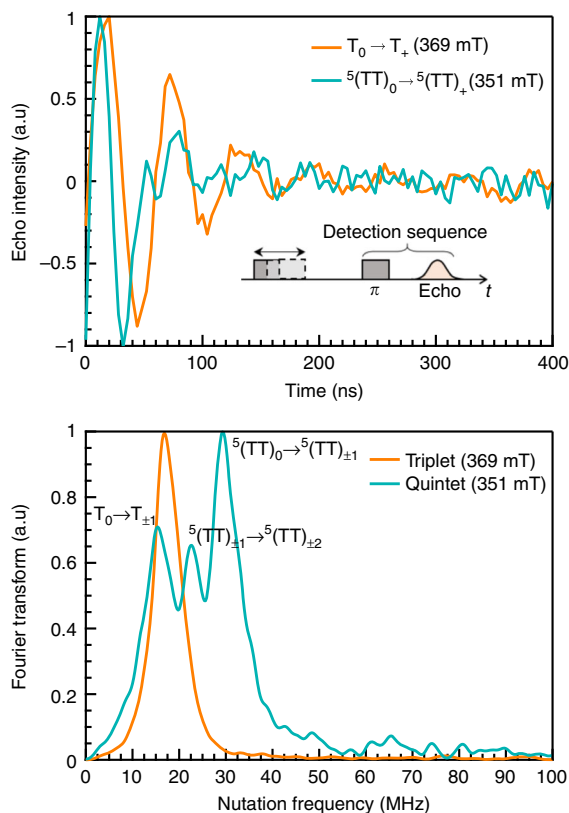 T₀ → T₊ (369 mT)
⁵(TT)₀ → ⁵(TT)₊ (351 mT)
Echo intensity (a.u)
1
0.5
0
−0.5
−1
Detection sequence
π
Echo
t
0
100
200
300
400
Time (ns)
⁵(TT)₀ → ⁵(TT)±₁
Triplet (369 mT)
Quintet (351 mT)
T₀→T±₁
⁵(TT)±₁ → ⁵(TT)±₂
Fourier transform (a.u)
1
0.8
0.6
0.4
0.2
0
0
10
20
30
40
50
60
70
80
90
100
Nutation frequency (MHz)